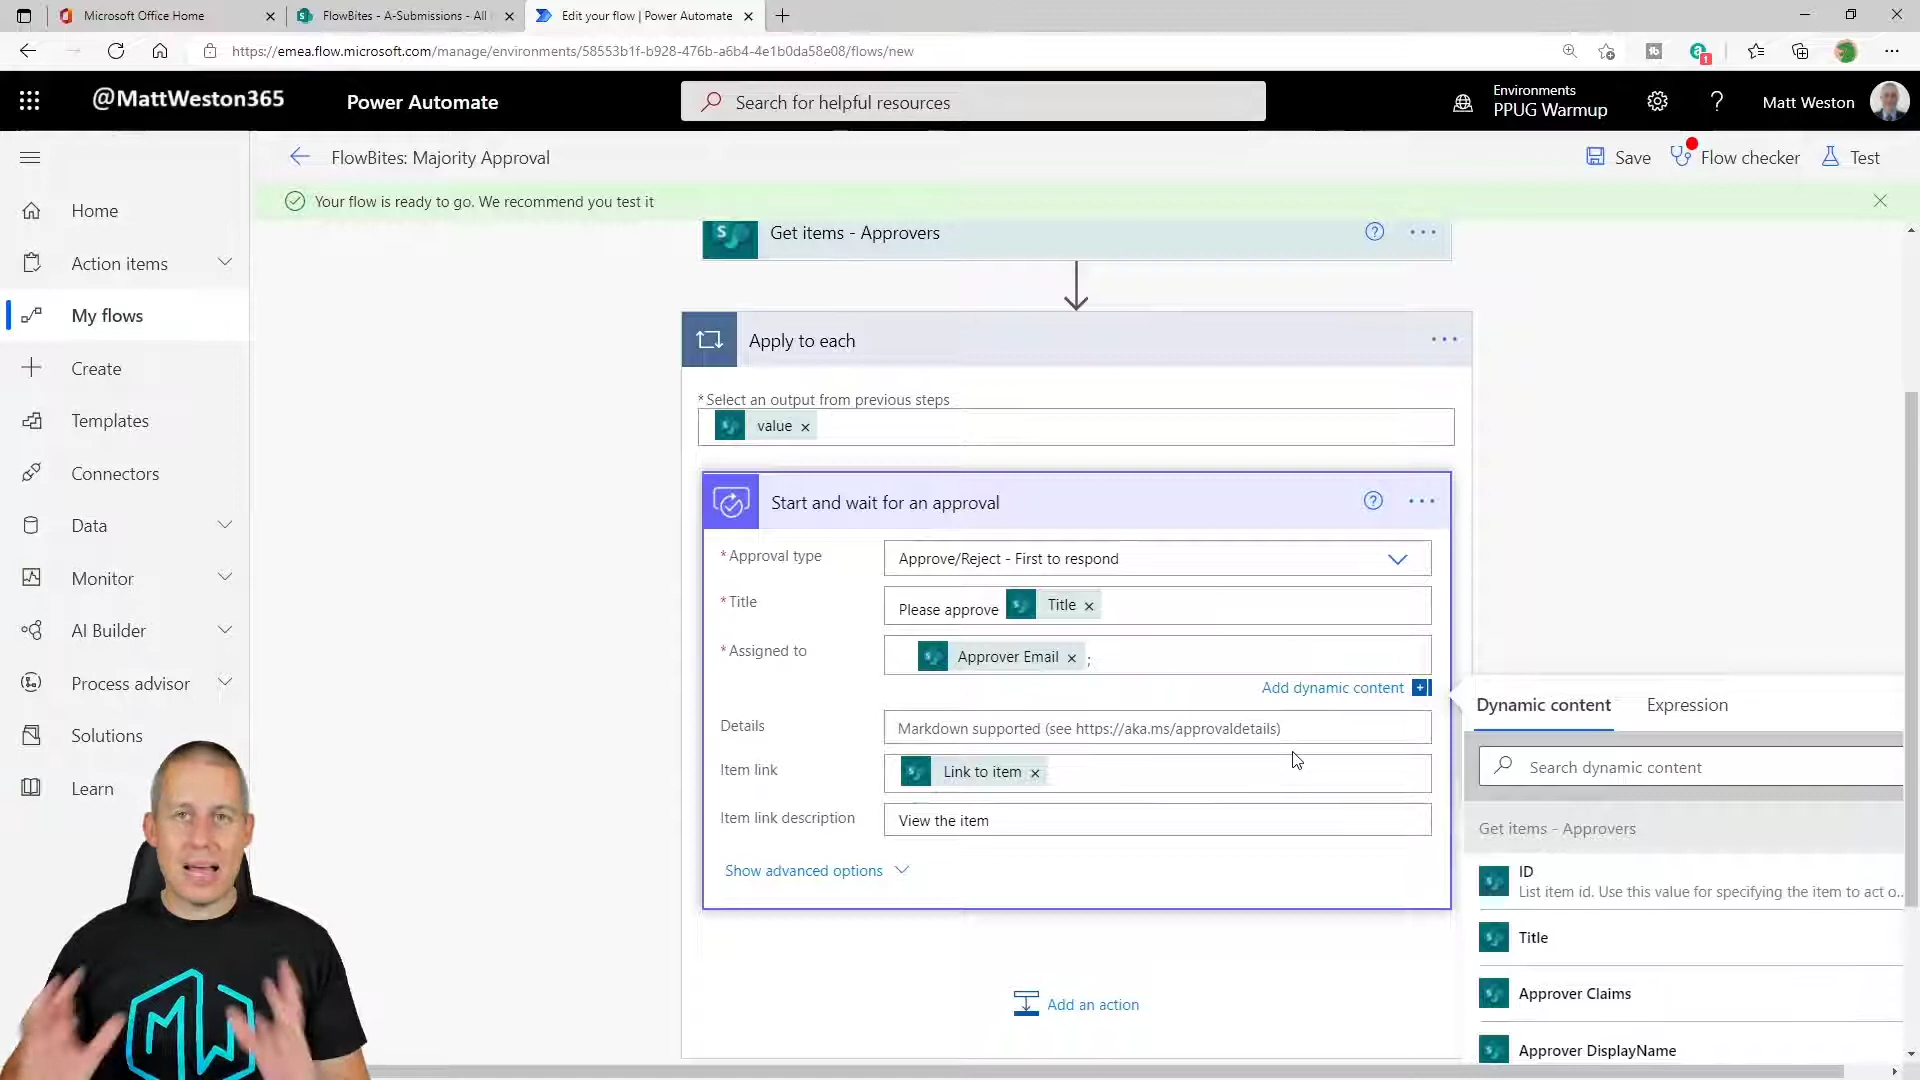 Microsoft Office Home
FlowBites - A-Submissions - All
Edit your flow | Power Automate
https://emea.flow.microsoft.com/manage/environments/58553b1f-b928-476b-a6b4-4e1b0da58e08/flows/new
@MattWeston365
Power Automate
Search for helpful resources
Environments
PPUG Warmup
Matt Weston
FlowBites: Majority Approval
Save
Flow checker
Test
Your flow is ready to go. We recommend you test it
Home
Action items
My flows
Create
Templates
Connectors
Data
Monitor
AI Builder
Process advisor
Solutions
Learn
Get items - Approvers
Apply to each
* Select an output from previous steps
value
Start and wait for an approval
* Approval type
Approve/Reject - First to respond
* Title
Please approve Title
* Assigned to
Approver Email ;
Add dynamic content
Details
Markdown supported (see https://aka.ms/approvaldetails)
Item link
Link to item
Item link description
View the item
Show advanced options
Add an action
Dynamic content
Expression
Search dynamic content
Get items - Approvers
ID
List item id. Use this value for specifying the item to act o...
Title
Approver Claims
Approver DisplayName
MW